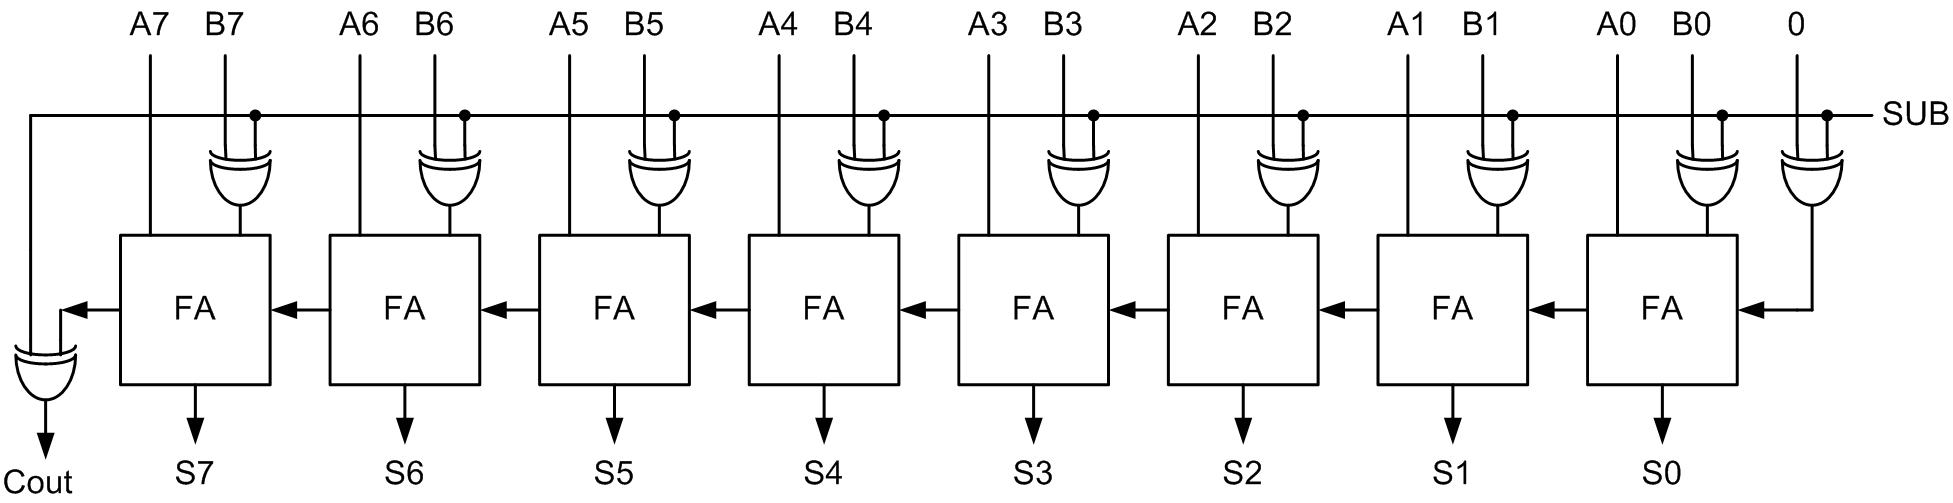 A7 B7 A6 B6 A5 B5 A4 B4 A3 B3 A2 B2 A1 B1 A0 B0 0
SUB
FA FA FA FA FA FA FA FA
Cout S7 S6 S5 S4 S3 S2 S1 S0